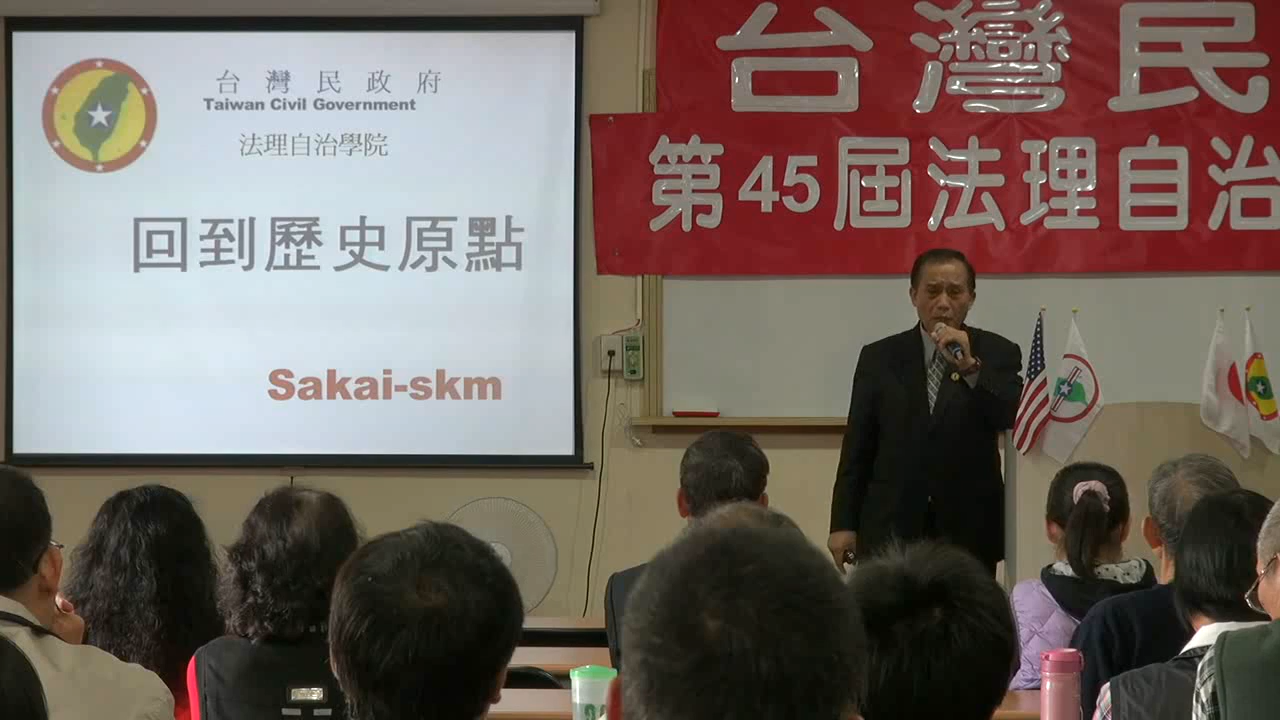 台灣民政府
Taiwan Civil Government
法理自治學院
回到歷史原點
Sakai-skm
台灣民
第45屆法理自治